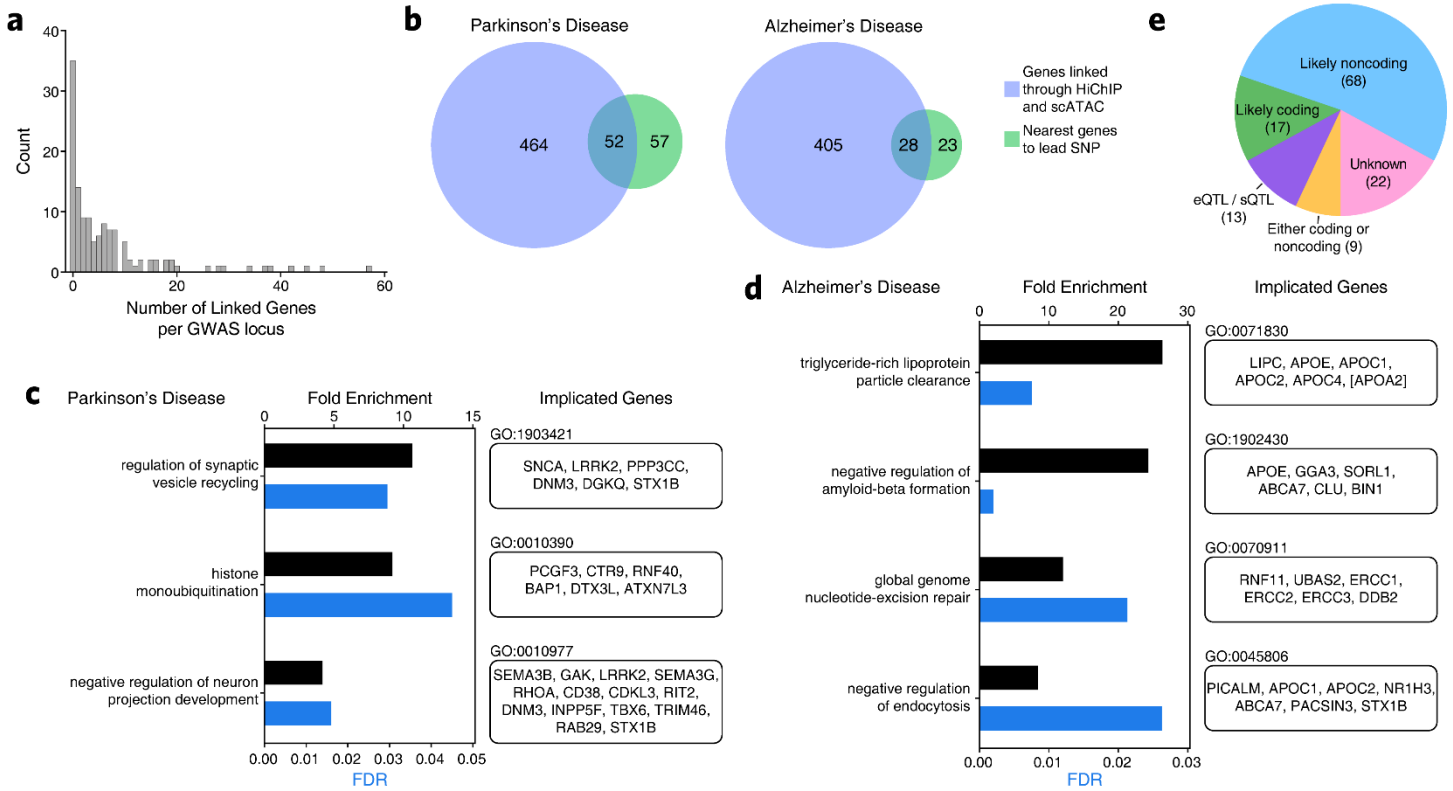 a
40
30
20
10
0
Count
0
20
40
60
Number of Linked Genes
per GWAS locus
b
Parkinson's Disease
464
52
57
Alzheimer's Disease
405
28
23
Genes linked
through HiChIP
and scATAC
Nearest genes
to lead SNP
e
Likely noncoding
(68)
Likely coding
(17)
Unknown
(22)
eQTL / sQTL
(13)
Either coding or
noncoding (9)
c
Parkinson's Disease
Fold Enrichment
Implicated Genes
0
5
10
15
regulation of synaptic
vesicle recycling
GO:1903421
SNCA, LRRK2, PPP3CC,
DNM3, DGKQ, STX1B
histone
monoubiquitination
GO:0010390
PCGF3, CTR9, RNF40,
BAP1, DTX3L, ATXN7L3
negative regulation of neuron
projection development
GO:0010977
SEMA3B, GAK, LRRK2, SEMA3G,
RHOA, CD38, CDKL3, RIT2,
DNM3, INPP5F, TBX6, TRIM46,
RAB29, STX1B
0.00
0.01
0.02
0.03
0.04
0.05
FDR
d
Alzheimer's Disease
Fold Enrichment
Implicated Genes
0
10
20
30
triglyceride-rich lipoprotein
particle clearance
GO:0071830
LIPC, APOE, APOC1,
APOC2, APOC4, [APOA2]
negative regulation of
amyloid-beta formation
GO:1902430
APOE, GGA3, SORL1,
ABCA7, CLU, BIN1
global genome
nucleotide-excision repair
GO:0070911
RNF11, UBAS2, ERCC1,
ERCC2, ERCC3, DDB2
negative regulation
of endocytosis
GO:0045806
PICALM, APOC1, APOC2, NR1H3,
ABCA7, PACSIN3, STX1B
0.00
0.01
0.02
0.03
FDR